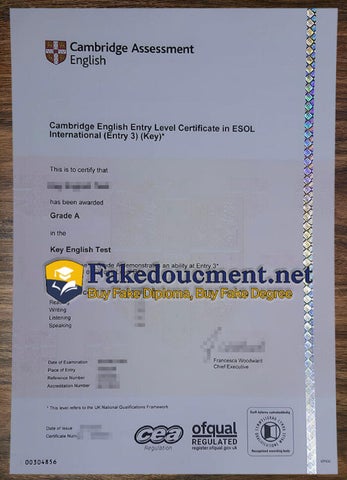 Cambridge Assessment
English
Cambridge English Entry Level Certificate in ESOL
International (Entry 3) (Key)*
This is to certify that
has been awarded
Grade A
in the
Key English Test
Fakedoucment.net
Buy Fake Diploma, Buy Fake Degree
Writing
Listening
Speaking
Francesca Woodward
Chief Executive
Date of Examination
Place of Entry
Reference Number
Accreditation Number
* This level refers to the UK National Qualifications Framework
Date of Issue
Certificate Number
cea
Regulation
ofqual
REGULATED
register.ofqual.gov.uk
00304856